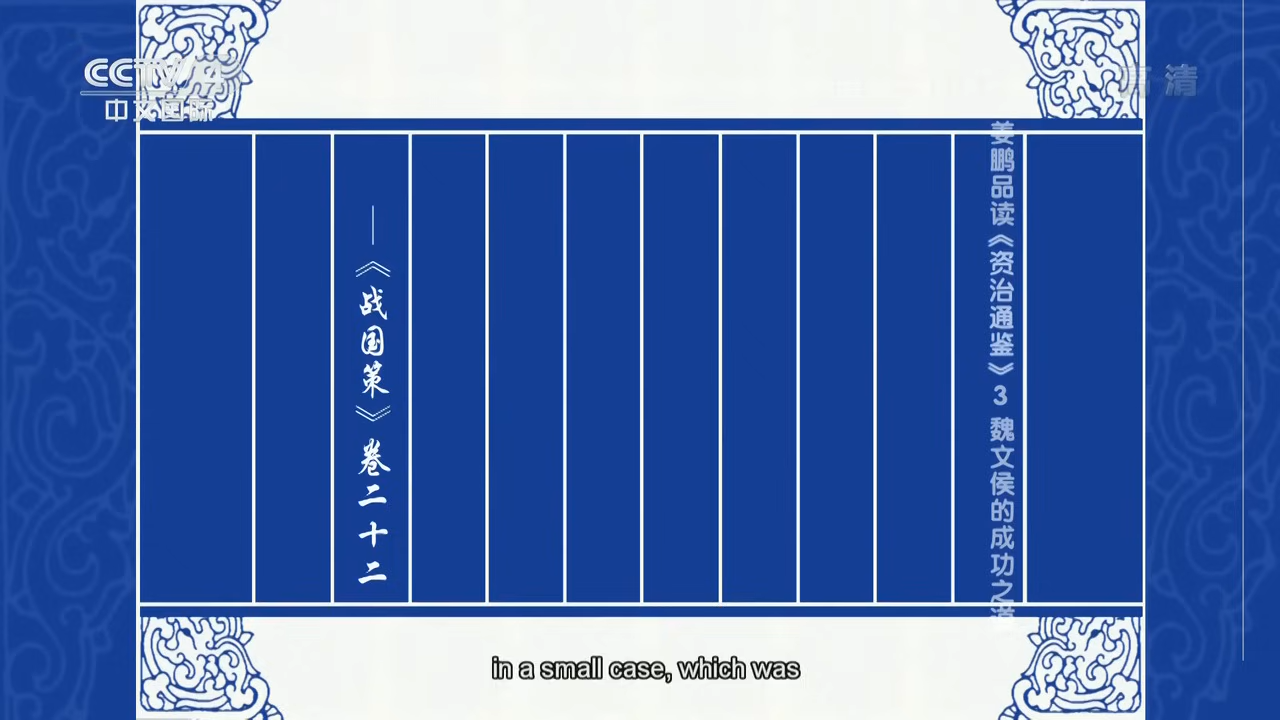 CCTV 4
中文国际
高清
姜鹏品读《资治通鉴》3 魏文侯的成功之道
——《战国策》卷二十二
in a small case, which was